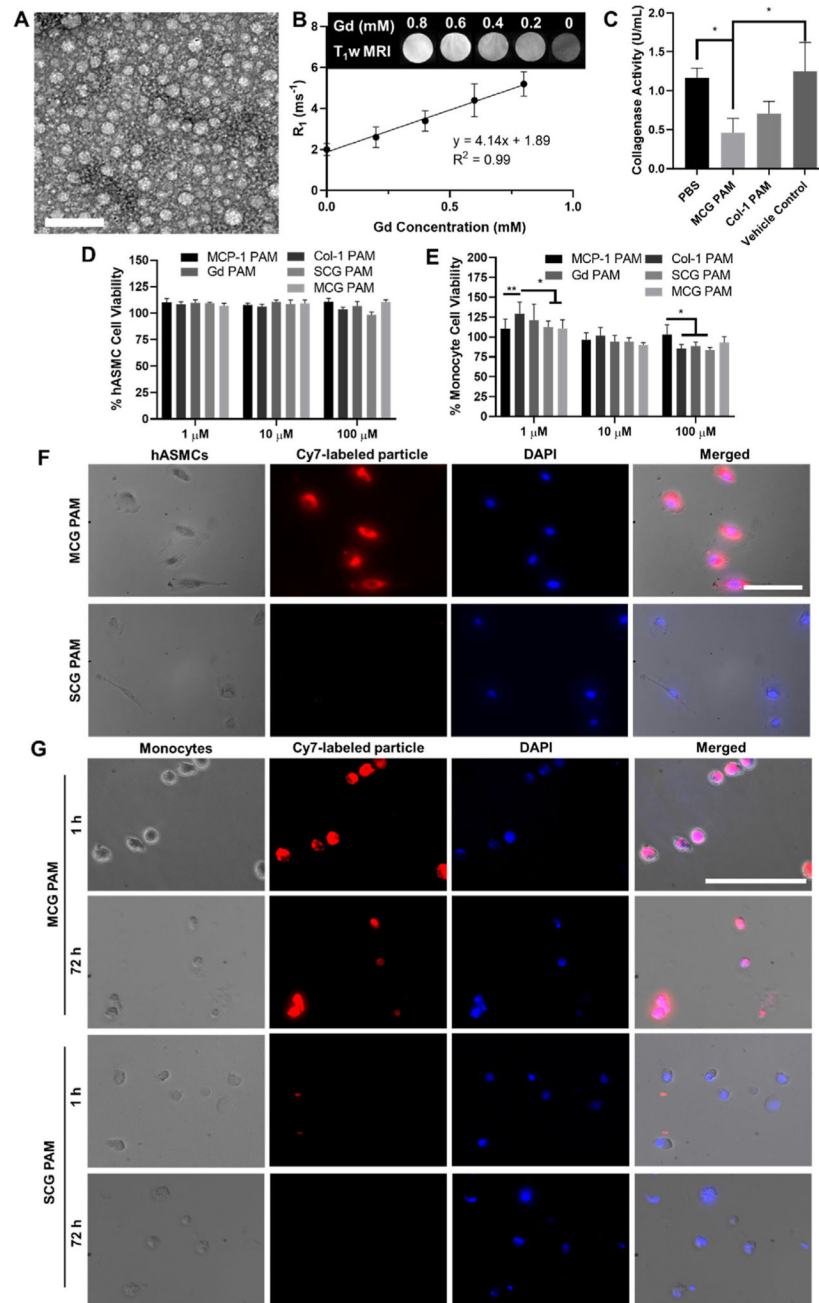 A
B
Gd (mM) 0.8 0.6 0.4 0.2 0
T₁w MRI
8
6
4
2
0
R₁ (ms⁻¹)
y = 4.14x + 1.89
R² = 0.99
0.0 0.5 1.0
Gd Concentration (mM)
C
Collagenase Activity (U/mL)
2.0
1.5
1.0
0.5
0.0
* *
PBS
MCG PAM
Col-1 PAM
Vehicle Control
D
MCP-1 PAM Col-1 PAM
Gd PAM SCG PAM
MCG PAM
% hASMC Cell Viability
150
125
100
75
50
25
0
1 μM 10 μM 100 μM
E
MCP-1 PAM Col-1 PAM
Gd PAM SCG PAM
MCG PAM
% Monocyte Cell Viability
200
175
150
125
100
75
50
25
0
** * *
1 μM 10 μM 100 μM
F
hASMCs Cy7-labeled particle DAPI Merged
MCG PAM
SCG PAM
G
Monocytes Cy7-labeled particle DAPI Merged
MCG PAM
1 h
72 h
SCG PAM
1 h
72 h